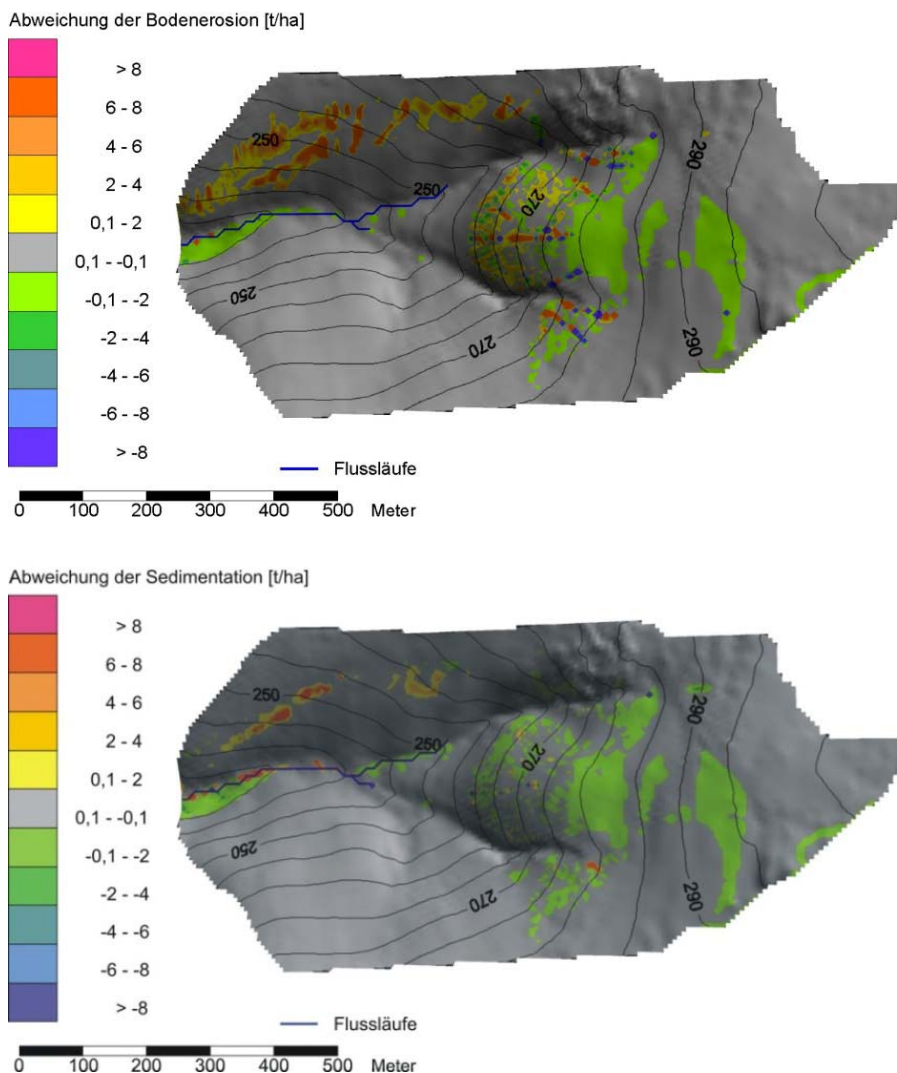 Abweichung der Bodenerosion [t/ha]
> 8
6 - 8
4 - 6
2 - 4
0,1 - 2
0,1 - -0,1
-0,1 - -2
-2 - -4
-4 - -6
-6 - -8
> -8
250
250
270
290
250
270
290
Flussläufe
0 100 200 300 400 500 Meter
Abweichung der Sedimentation [t/ha]
> 8
6 - 8
4 - 6
2 - 4
0,1 - 2
0,1 - -0,1
-0,1 - -2
-2 - -4
-4 - -6
-6 - -8
> -8
250
250
270
290
250
270
290
Flussläufe
0 100 200 300 400 500 Meter